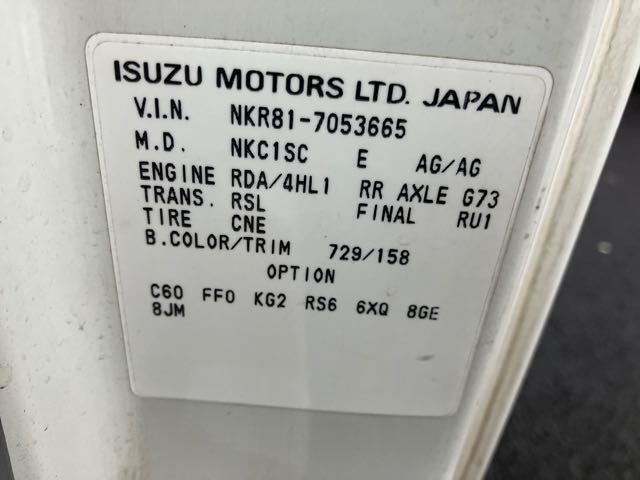 ISUZU MOTORS LTD. JAPAN
V.I.N. NKR81-7053665
M.D. NKC1SC E AG/AG
ENGINE RDA/4HL1 RR AXLE G73
TRANS. RSL FINAL RU1
TIRE CNE
B.COLOR/TRIM 729/158
OPTION
C60 FF0 KG2 RS6 6XQ 8GE
8JM